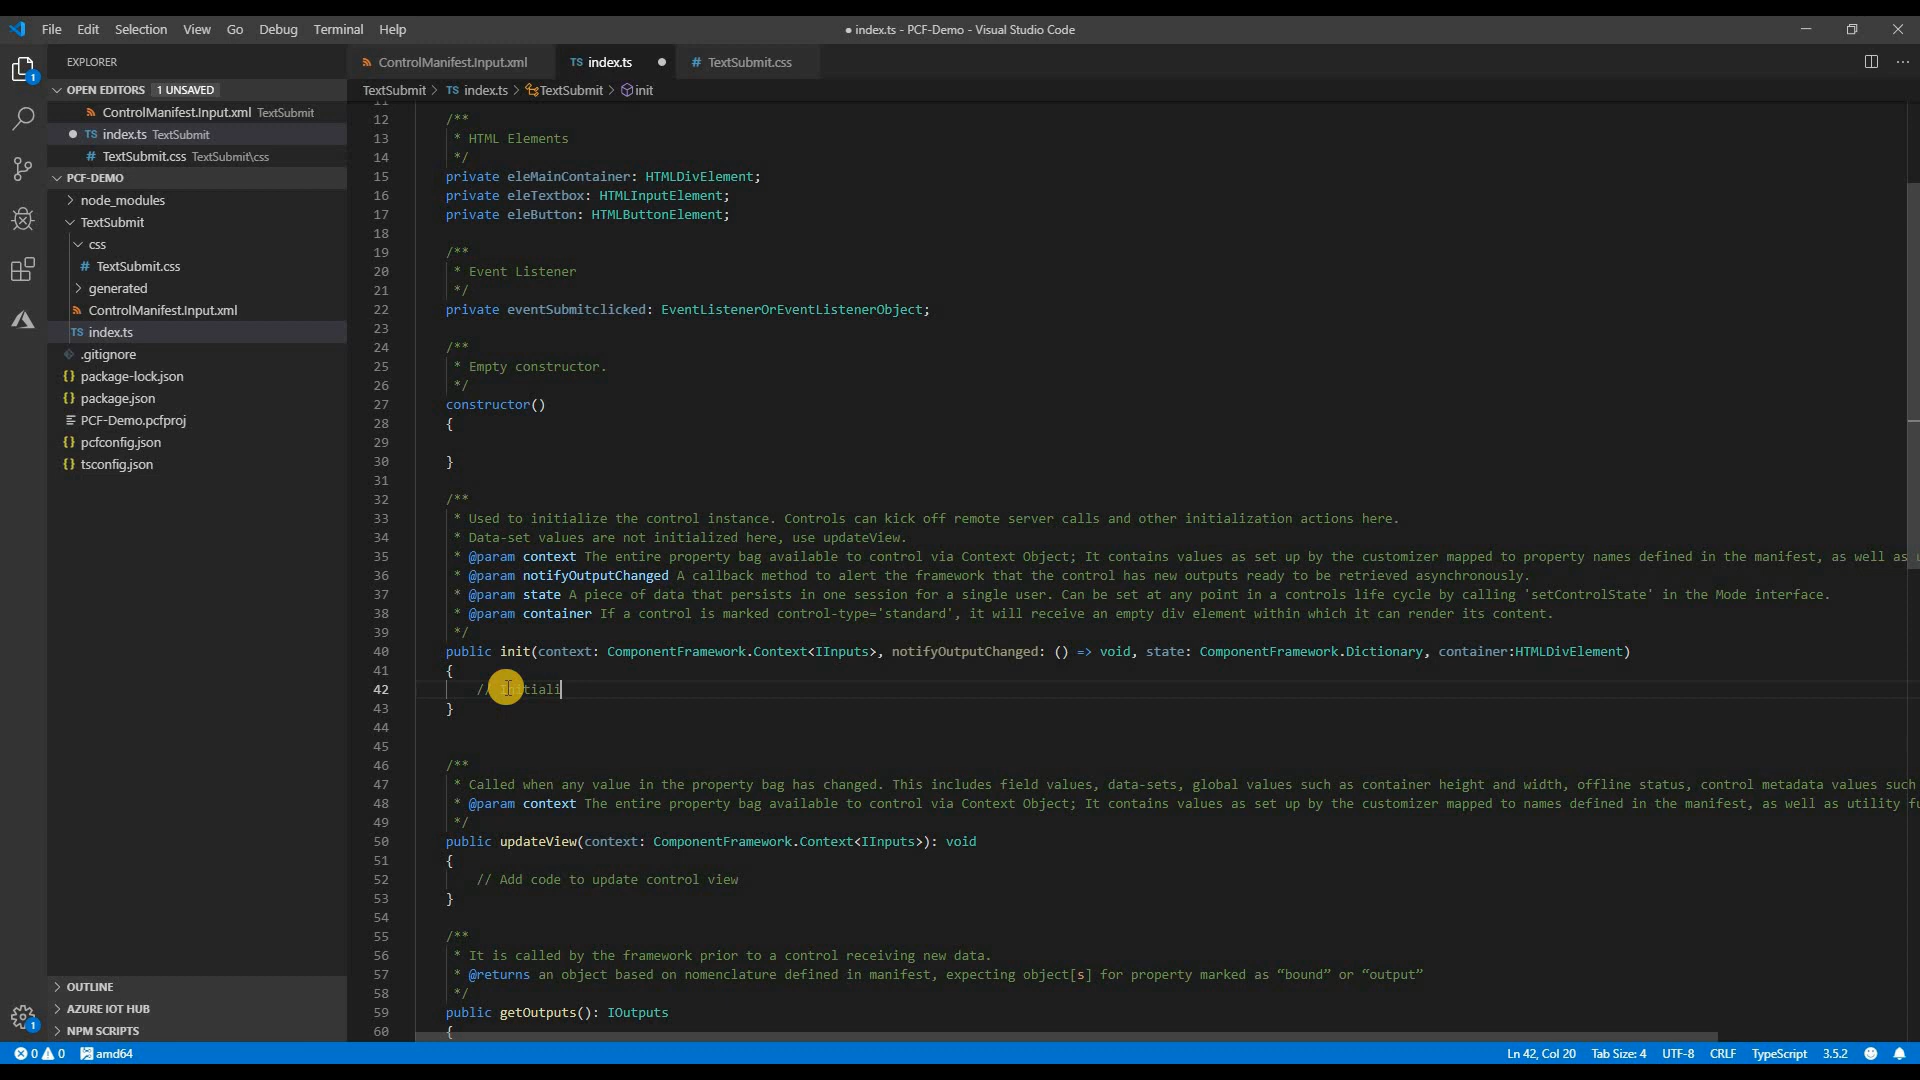 File Edit Selection View Go Debug Terminal Help
● index.ts - PCF-Demo - Visual Studio Code
EXPLORER
ControlManifest.Input.xml
TS index.ts ●
# TextSubmit.css
OPEN EDITORS 1 UNSAVED
ControlManifest.Input.xml TextSubmit
● TS index.ts TextSubmit
# TextSubmit.css TextSubmit\css
PCF-DEMO
node_modules
TextSubmit
css
# TextSubmit.css
generated
ControlManifest.Input.xml
TS index.ts
.gitignore
{} package-lock.json
{} package.json
PCF-Demo.pcfproj
{} pcfconfig.json
{} tsconfig.json
OUTLINE
AZURE IOT HUB
NPM SCRIPTS
1
1
TextSubmit > TS index.ts > TextSubmit > init
11
12 /**
13 * HTML Elements
14 */
15 private eleMainContainer: HTMLDivElement;
16 private eleTextbox: HTMLInputElement;
17 private eleButton: HTMLButtonElement;
18
19 /**
20 * Event Listener
21 */
22 private eventSubmitclicked: EventListenerOrEventListenerObject;
23
24 /**
25 * Empty constructor.
26 */
27 constructor()
28 {
29
30 }
31
32 /**
33 * Used to initialize the control instance. Controls can kick off remote server calls and other initialization actions here.
34 * Data-set values are not initialized here, use updateView.
35 * @param context The entire property bag available to control via Context Object; It contains values as set up by the customizer mapped to property names defined in the manifest, as well as u
36 * @param notifyOutputChanged A callback method to alert the framework that the control has new outputs ready to be retrieved asynchronously.
37 * @param state A piece of data that persists in one session for a single user. Can be set at any point in a controls life cycle by calling 'setControlState' in the Mode interface.
38 * @param container If a control is marked control-type='standard', it will receive an empty div element within which it can render its content.
39 */
40 public init(context: ComponentFramework.Context<IInputs>, notifyOutputChanged: () => void, state: ComponentFramework.Dictionary, container:HTMLDivElement)
41 {
42 // Initiali
43 }
44
45
46 /**
47 * Called when any value in the property bag has changed. This includes field values, data-sets, global values such as container height and width, offline status, control metadata values such
48 * @param context The entire property bag available to control via Context Object; It contains values as set up by the customizer mapped to names defined in the manifest, as well as utility fu
49 */
50 public updateView(context: ComponentFramework.Context<IInputs>): void
51 {
52 // Add code to update control view
53 }
54
55 /**
56 * It is called by the framework prior to a control receiving new data.
57 * @returns an object based on nomenclature defined in manifest, expecting object[s] for property marked as “bound” or “output”
58 */
59 public getOutputs(): IOutputs
60 {
0 0 amd64
Ln 42, Col 20 Tab Size: 4 UTF-8 CRLF TypeScript 3.5.2